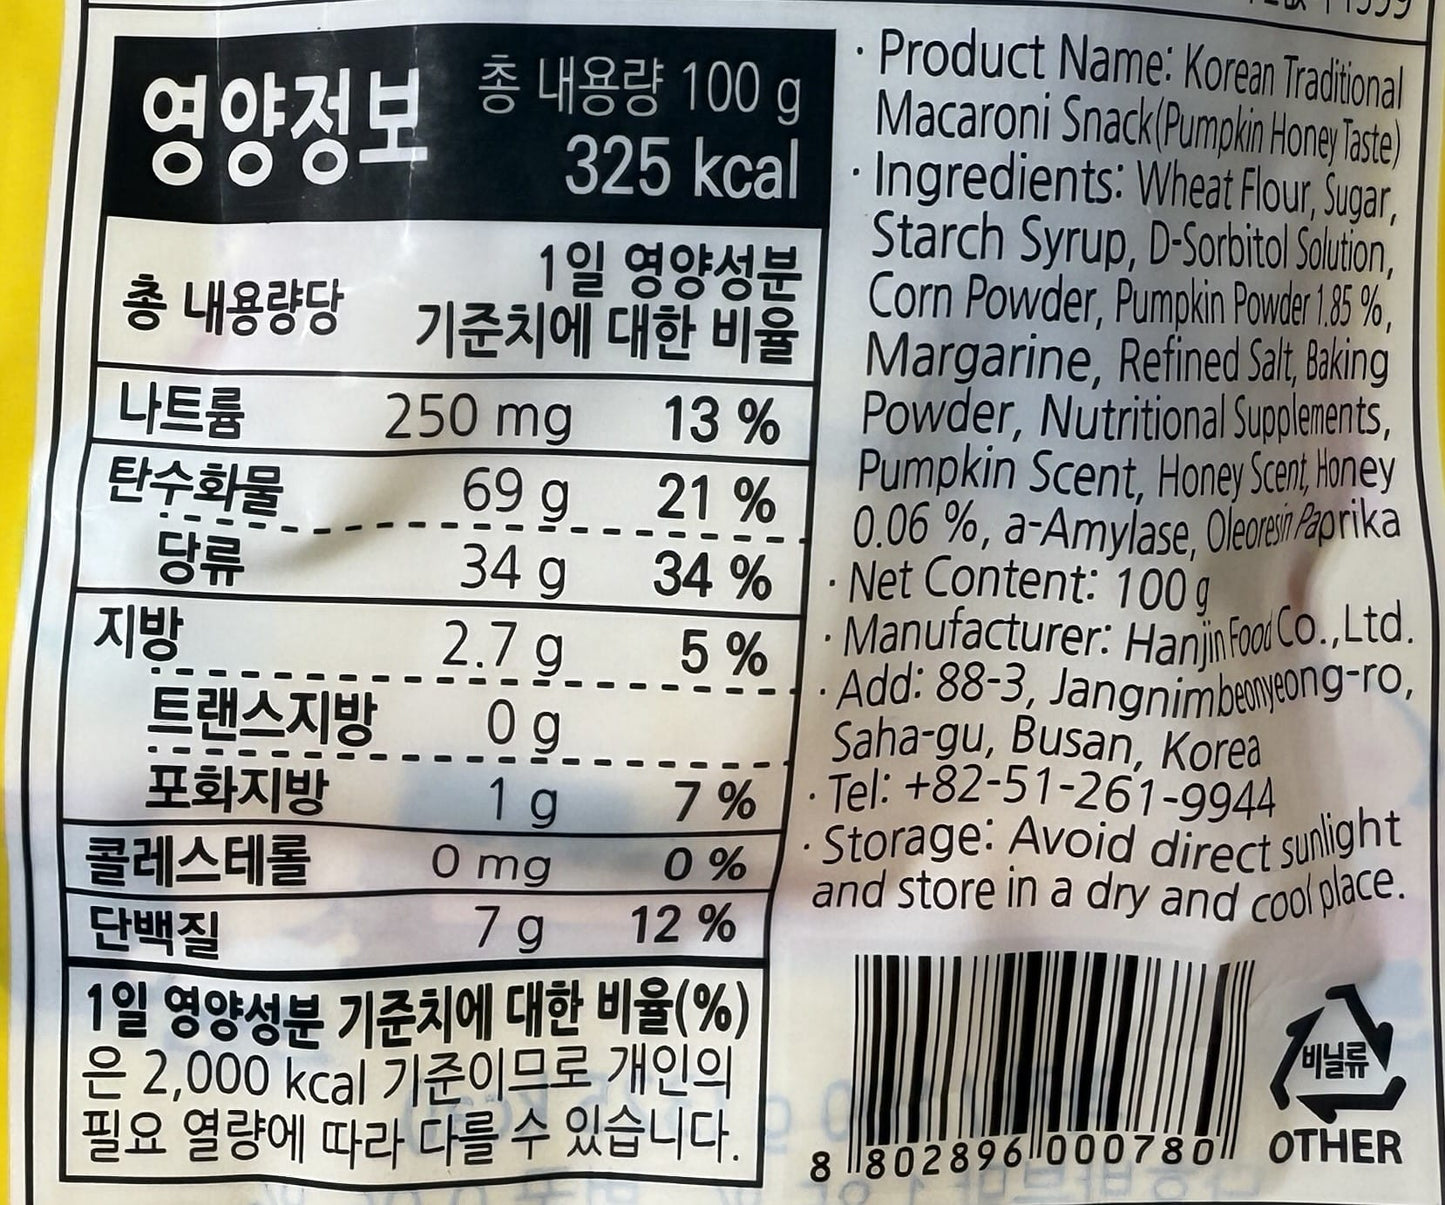 영양정보 총 내용량 100 g
325 kcal
총 내용량당 1일 영양성분
기준치에 대한 비율
나트륨 250 mg 13 %
탄수화물 69 g 21 %
당류 34 g 34 %
지방 2.7 g 5 %
트랜스지방 0 g
포화지방 1 g 7 %
콜레스테롤 0 mg 0 %
단백질 7 g 12 %
1일 영양성분 기준치에 대한 비율(%)
은 2,000 kcal 기준이므로 개인의
필요 열량에 따라 다를 수 있습니다.
· Product Name: Korean Traditional
Macaroni Snack(Pumpkin Honey Taste)
· Ingredients: Wheat Flour, Sugar,
Starch Syrup, D-Sorbitol Solution,
Corn Powder, Pumpkin Powder 1.85 %,
Margarine, Refined Salt, Baking
Powder, Nutritional Supplements,
Pumpkin Scent, Honey Scent, Honey
0.06 %, a-Amylase, Oleoresin Paprika
· Net Content: 100 g
· Manufacturer: Hanjin Food Co.,Ltd.
· Add: 88-3, Jangnimbeonyeong-ro,
Saha-gu, Busan, Korea
· Tel: +82-51-261-9944
· Storage: Avoid direct sunlight
and store in a dry and cool place.
8 802896 000780
비닐류
OTHER